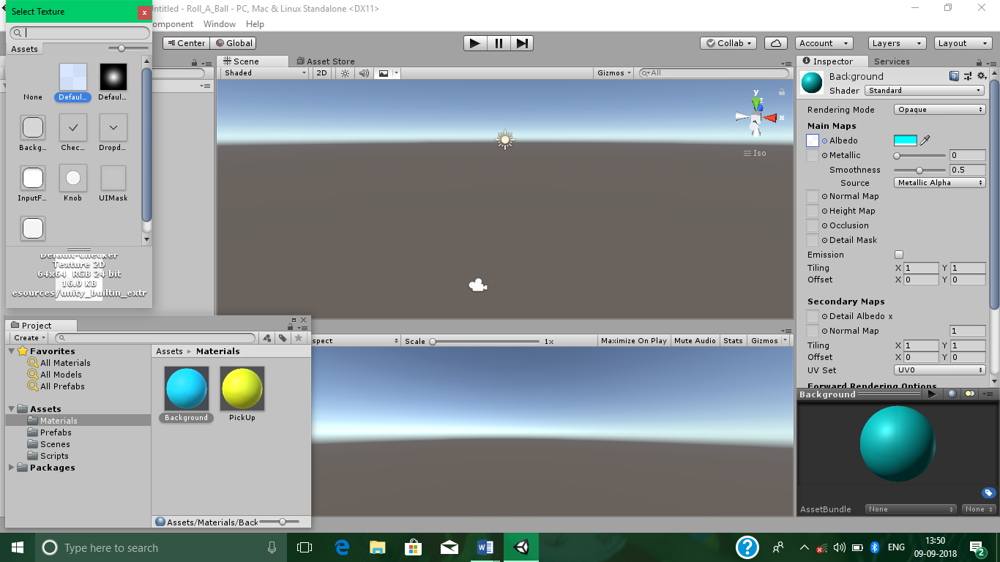 Select Texture
x
Untitled - Roll_A_Ball - PC, Mac & Linux Standalone <DX11>
omponent Window Help
Assets
None Defaul... Defaul...
Backg... Chec... Dropd...
InputF... Knob UIMask
Default-Checker
Texture 2D
64x64 RGB 24 bit
16.0 KB
esources/unity_builtin_extr
Center Global
Collab Account Layers Layout
Scene Asset Store
Shaded 2D Gizmos All
y
z
x
Iso
spect Scale 1x Maximize On Play Mute Audio Stats Gizmos
Project
Create
Favorites
All Materials
All Models
All Prefabs
Assets
Materials
Prefabs
Scenes
Scripts
Packages
Assets ▸ Materials
Background PickUp
Assets/Materials/Back
Inspector Services
Background
Shader Standard
Rendering Mode Opaque
Main Maps
Albedo
Metallic 0
Smoothness 0.5
Source Metallic Alpha
Normal Map
Height Map
Occlusion
Detail Mask
Emission
Tiling X 1 Y 1
Offset X 0 Y 0
Secondary Maps
Detail Albedo x
Normal Map 1
Tiling X 1 Y 1
Offset X 0 Y 0
UV Set UV0
Forward Rendering Options
Background
AssetBundle None None
Type here to search
ENG
13:50
09-09-2018
2